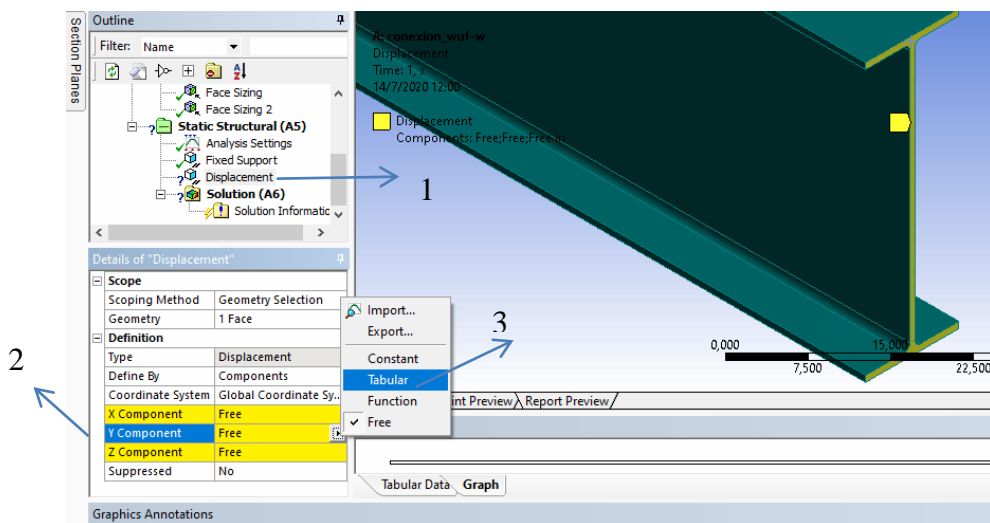 Section Planes
Outline
Filter: Name
Face Sizing
Face Sizing 2
Static Structural (A5)
Analysis Settings
Fixed Support
Displacement
Solution (A6)
Solution Informatic
A: conexion_wuf-w
Displacement
Time: 1, s
14/7/2020 12:00
Displacement
Components: Free;Free;Free in
1
0,000
15,000
7,500
22,500
Details of "Displacement"
Scope
Scoping Method Geometry Selection
Geometry 1 Face
Definition
Type Displacement
Define By Components
Coordinate System Global Coordinate Sy..
X Component Free
Y Component Free
Z Component Free
Suppressed No
2
Import...
Export...
Constant
Tabular
Function
Free
3
int Preview Report Preview
Tabular Data Graph
Graphics Annotations